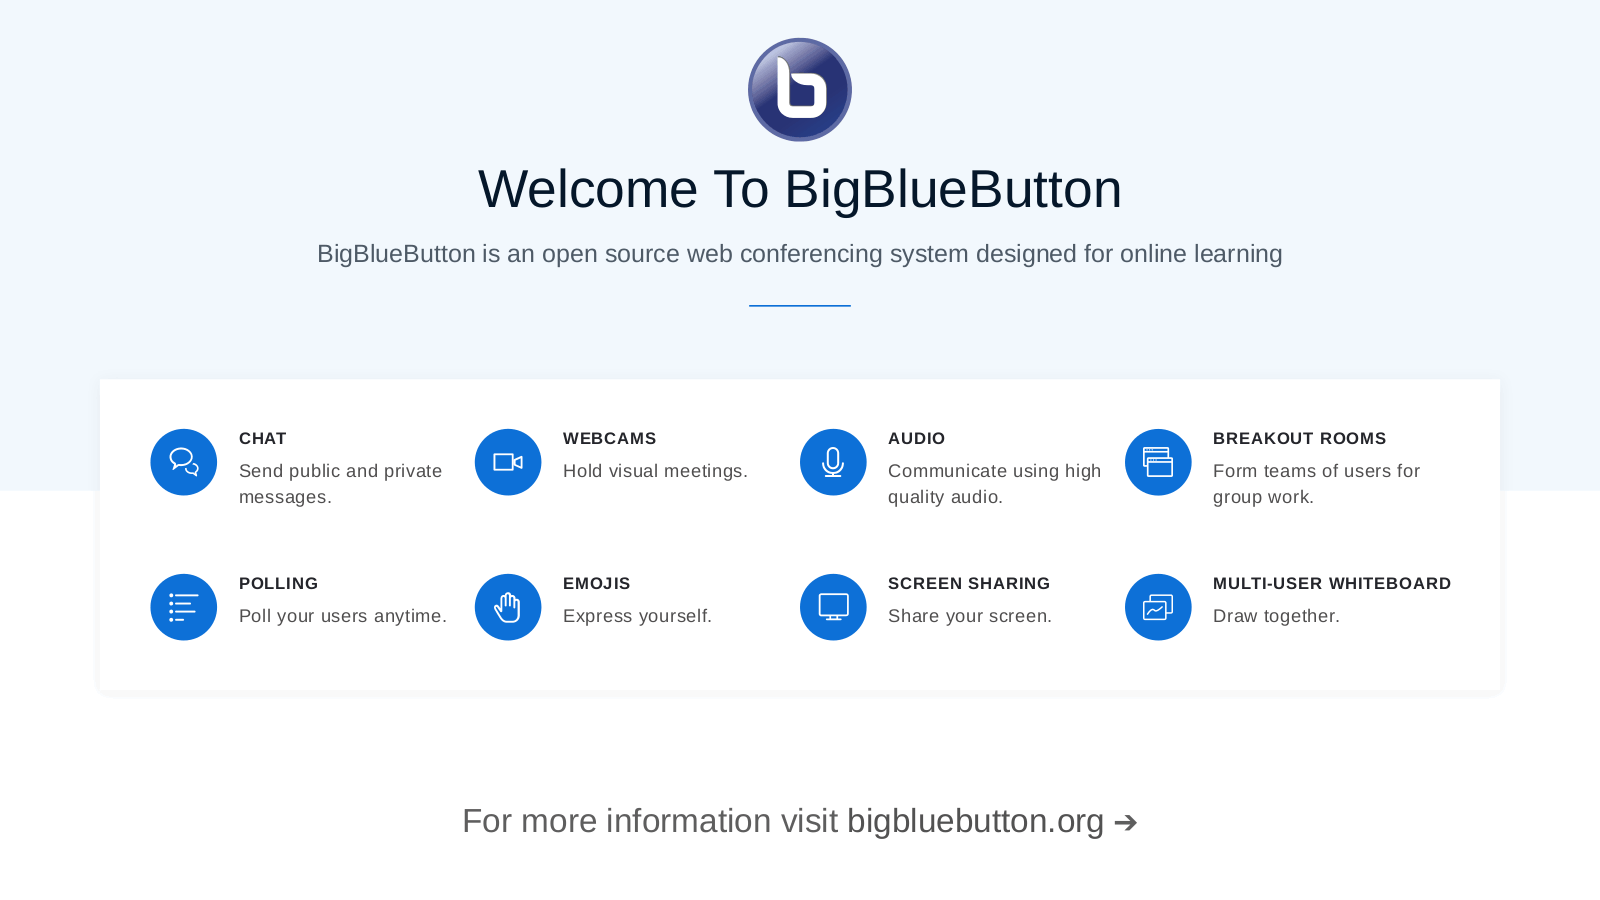 Welcome To BigBlueButton
BigBlueButton is an open source web conferencing system designed for online learning
CHAT
Send public and private
messages.
WEBCAMS
Hold visual meetings.
AUDIO
Communicate using high
quality audio.
BREAKOUT ROOMS
Form teams of users for
group work.
POLLING
Poll your users anytime.
EMOJIS
Express yourself.
SCREEN SHARING
Share your screen.
MULTI-USER WHITEBOARD
Draw together.
For more information visit bigbluebutton.org ➔